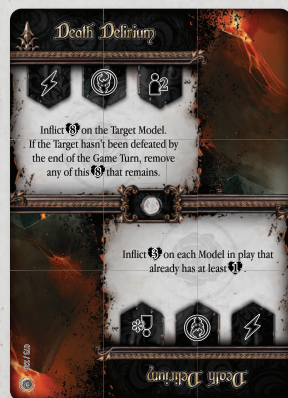 Death Delirium
2
Inflict 8 on the Target Model.
If the Target hasn't been defeated by
the end of the Game Turn, remove
any of this 8 that remains.
Inflict 3 on each Model in play that
already has at least 1.
Death Delirium